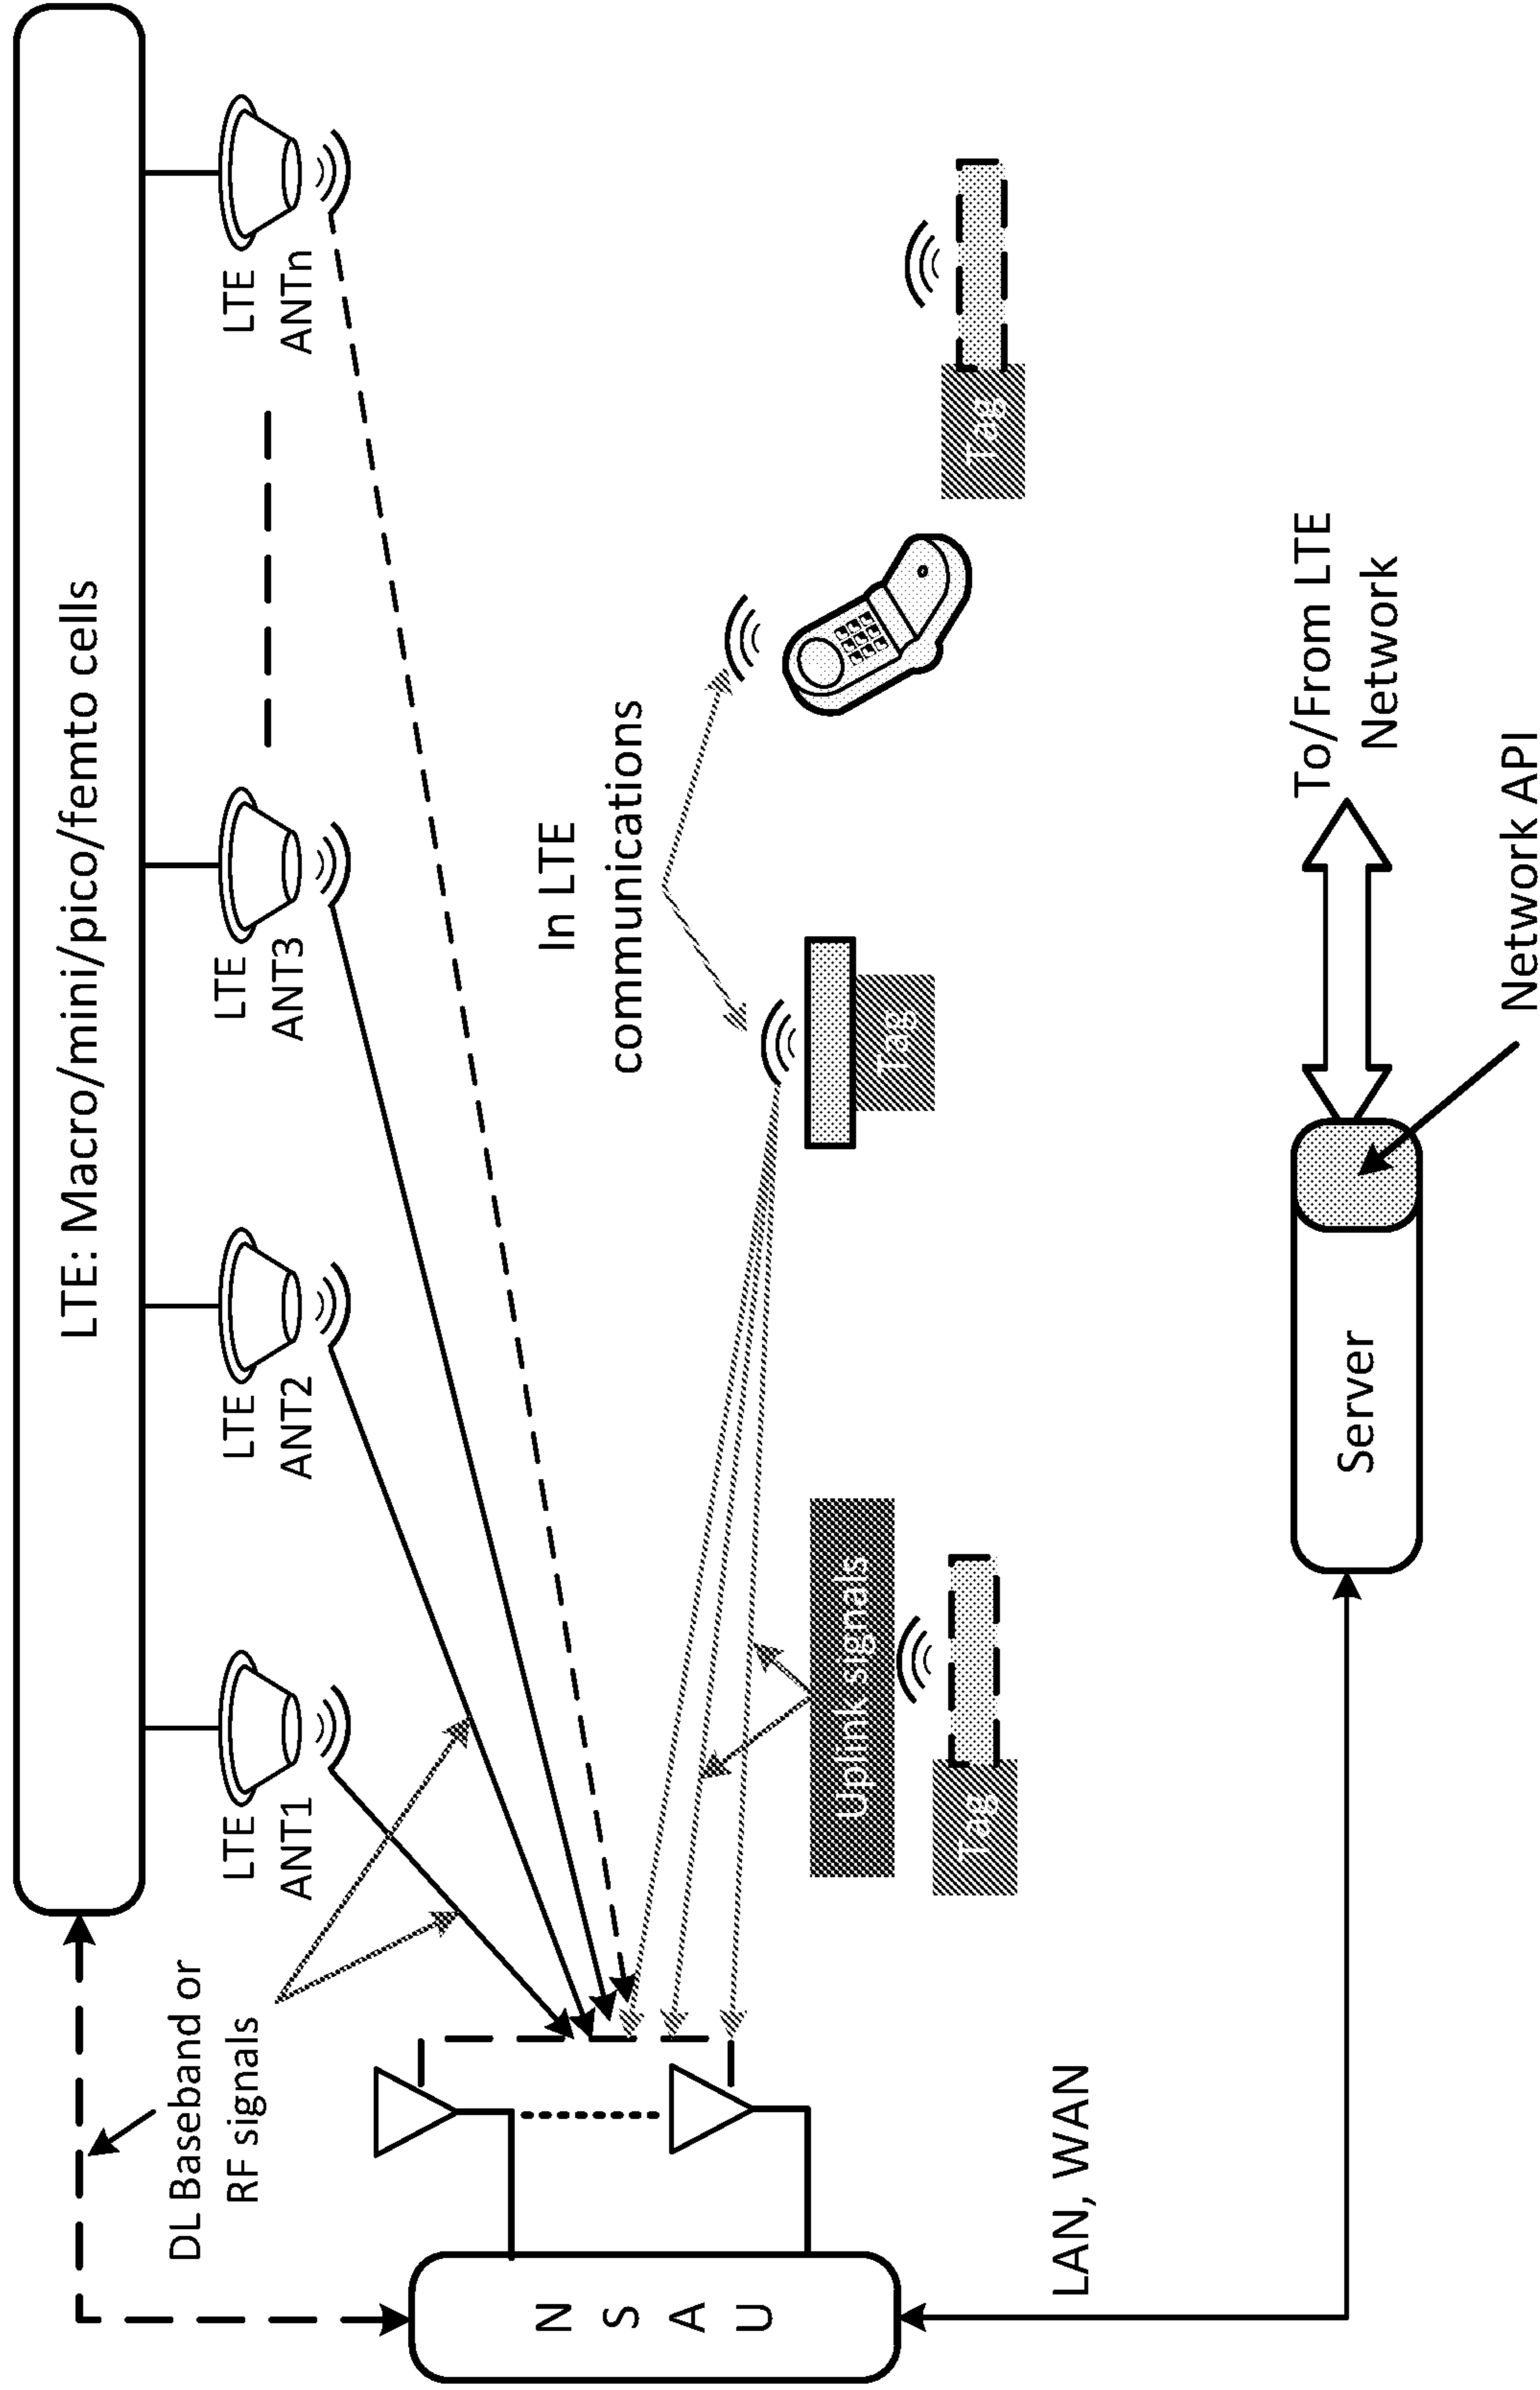 LTE: Macro/mini/pico/femto cells
DL Baseband or
RF signals
LTE
ANT1
LTE
ANT2
LTE
ANT3
LTE
ANTn
N
S
A
U
In LTE
communications
Uplink signals
Tag
Tag
Tag
LAN, WAN
Server
To/From LTE
Network
Network API